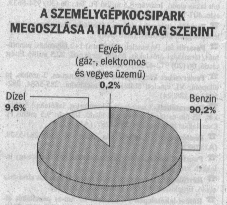 A SZEMÉLYGÉPKOCSIPARK
MEGOSZLÁSA A HAJTÓANYAG SZERINT
Egyéb
(gáz-, elektromos
és vegyes üzemű)
0,2%
Dízel
9,6%
Benzin
90,2%